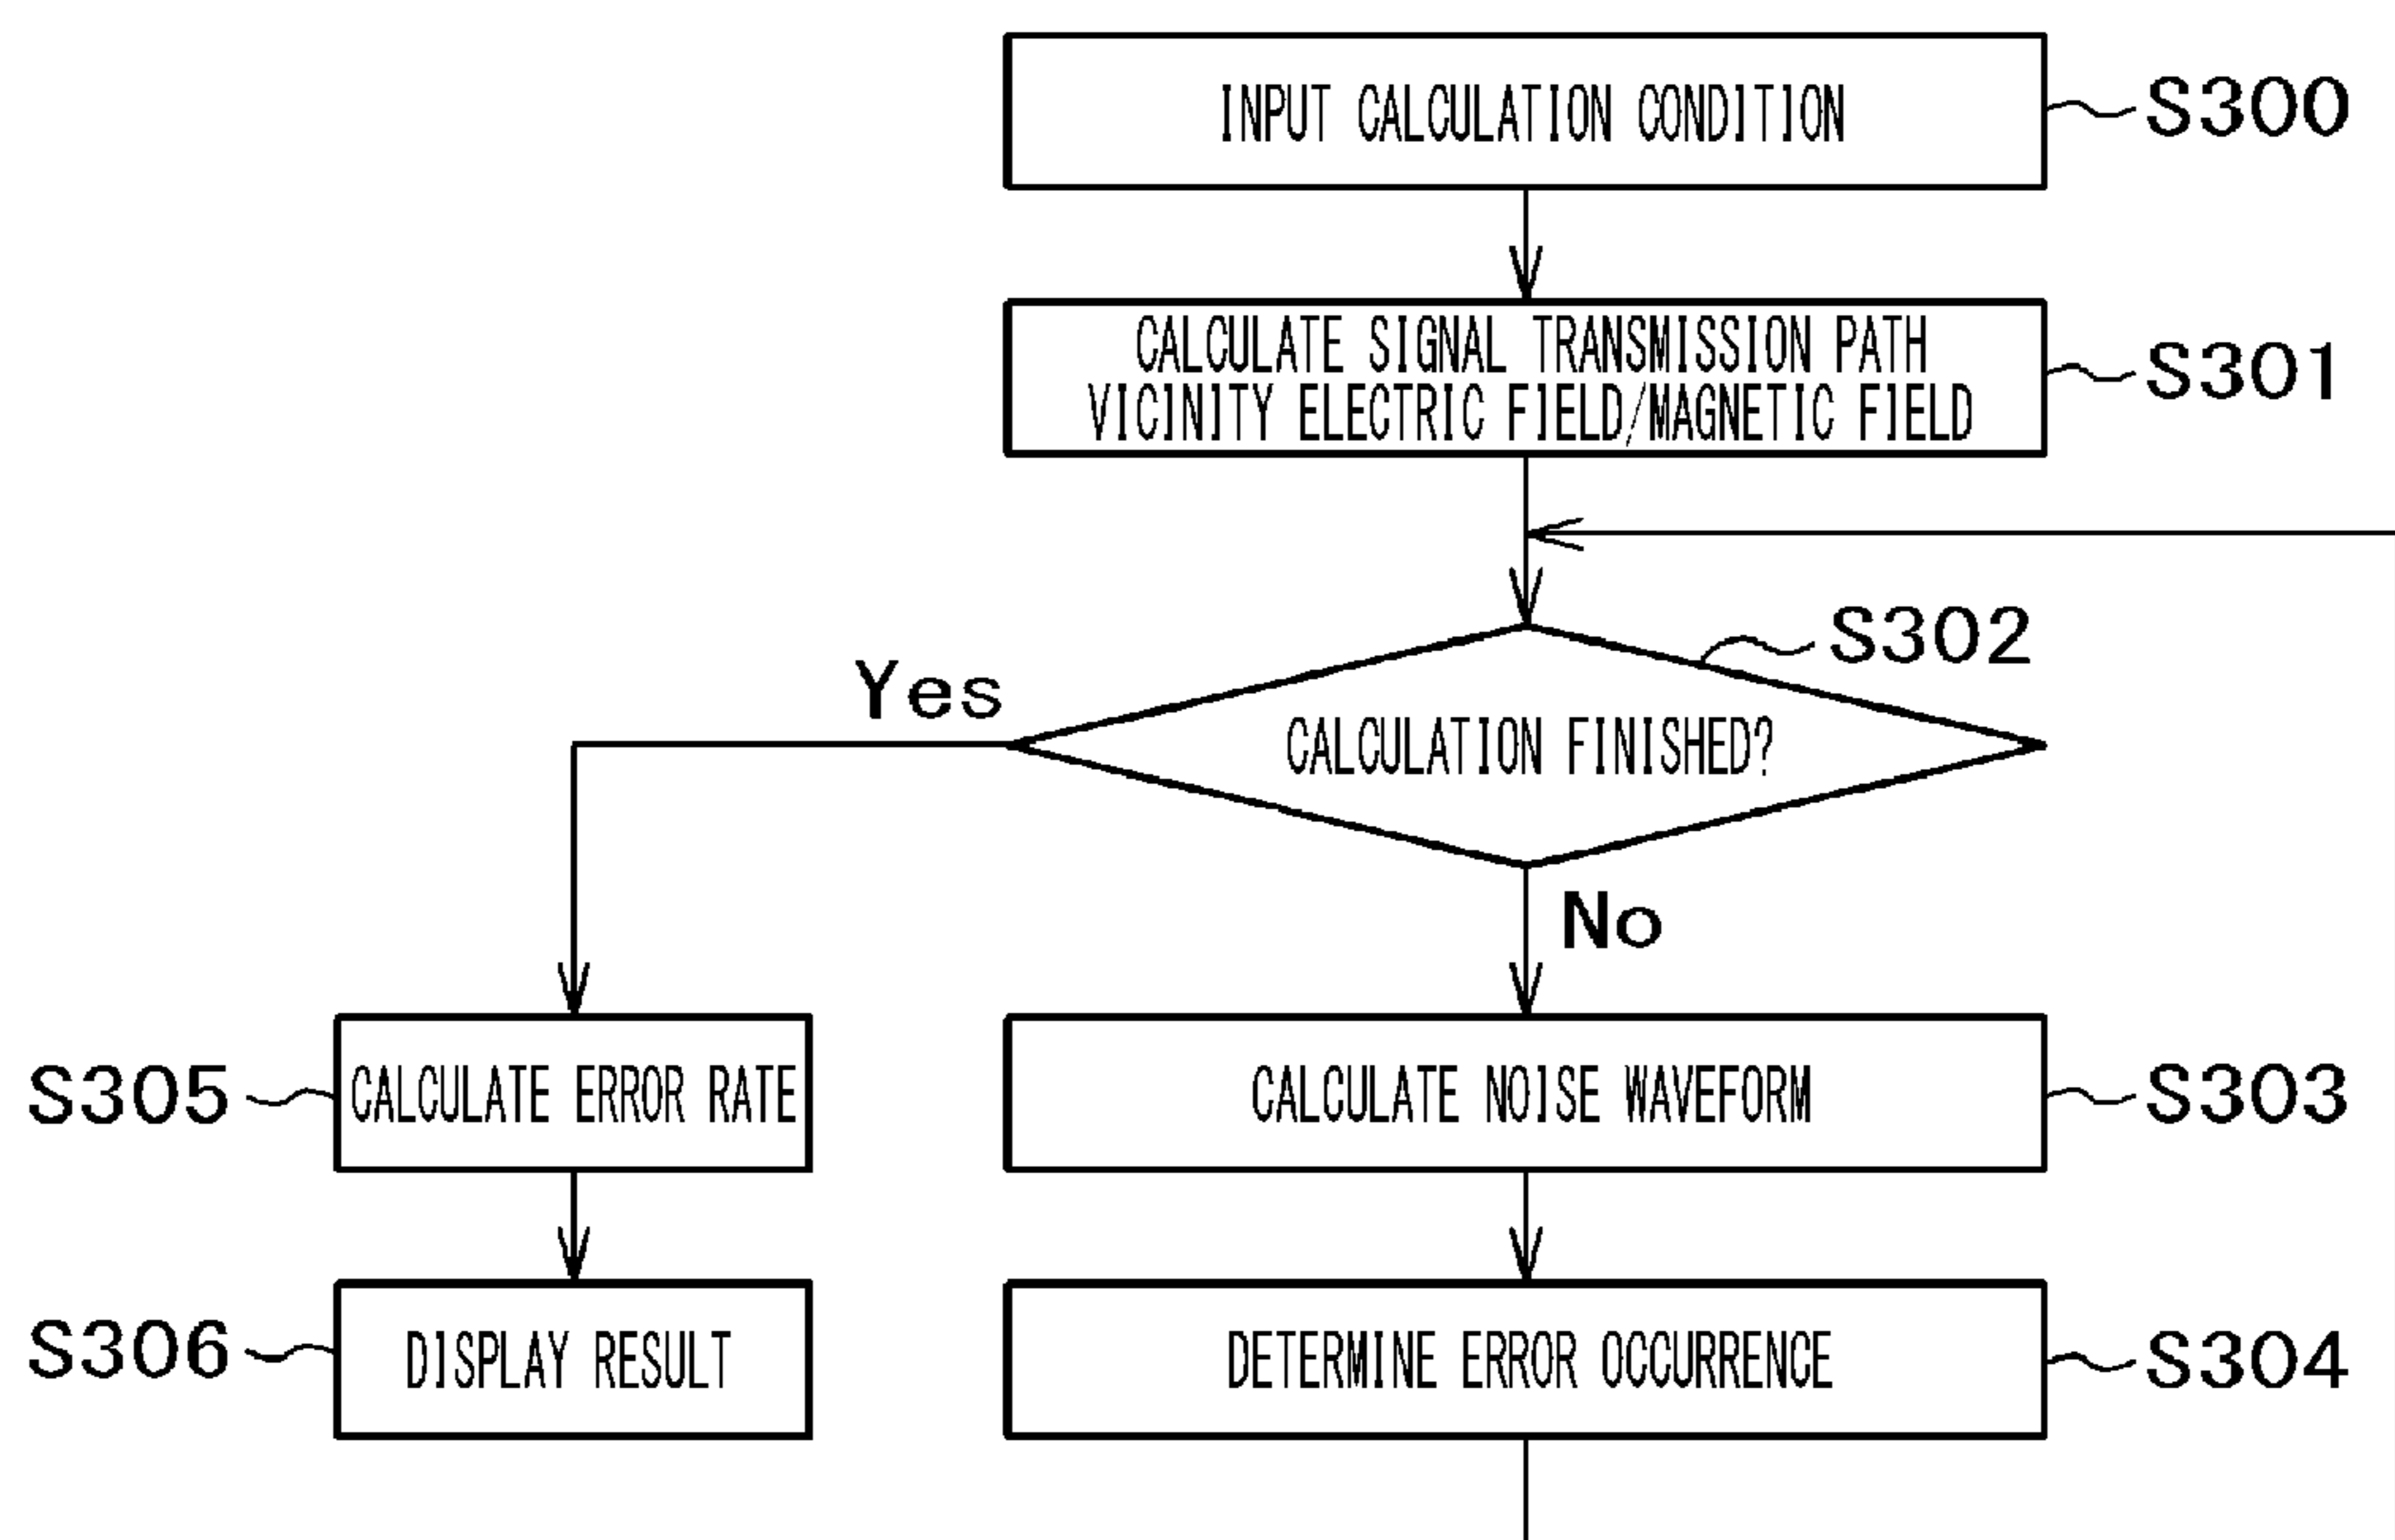 INPUT CALCULATION CONDITION
S300
CALCULATE SIGNAL TRANSMISSION PATH
VICINITY ELECTRIC FIELD/MAGNETIC FIELD
S301
S302
Yes
CALCULATION FINISHED?
No
S305
CALCULATE ERROR RATE
CALCULATE NOISE WAVEFORM
S303
S306
DISPLAY RESULT
DETERMINE ERROR OCCURRENCE
S304